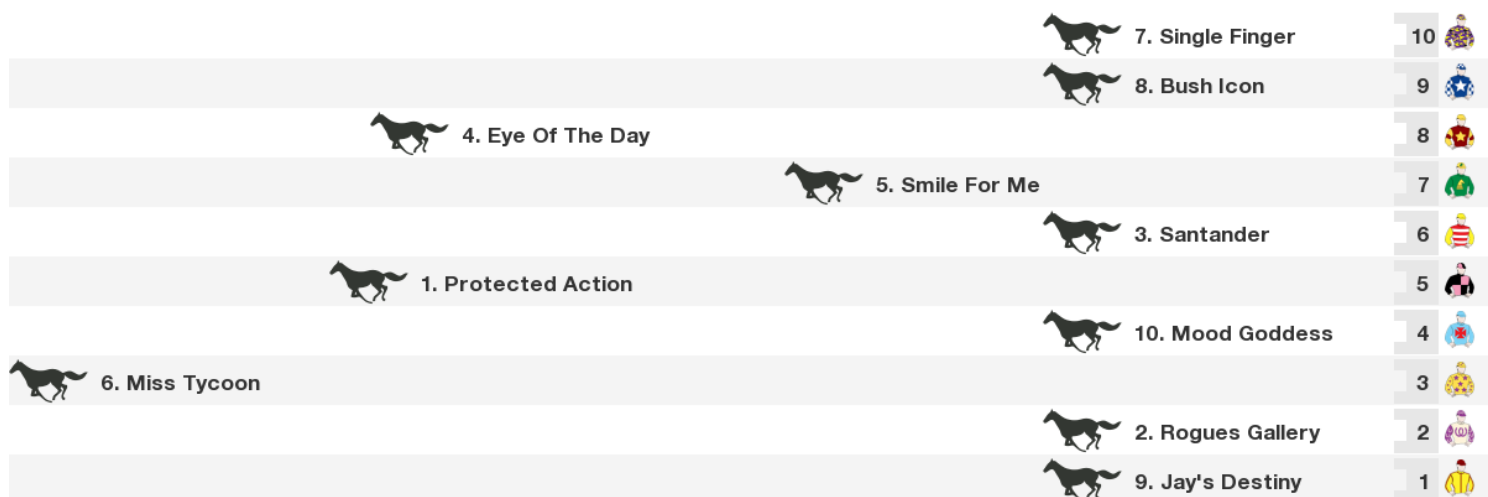 7. Single Finger 10
8. Bush Icon 9
4. Eye Of The Day 8
5. Smile For Me 7
3. Santander 6
1. Protected Action 5
10. Mood Goddess 4
6. Miss Tycoon 3
2. Rogues Gallery 2
9. Jay's Destiny 1